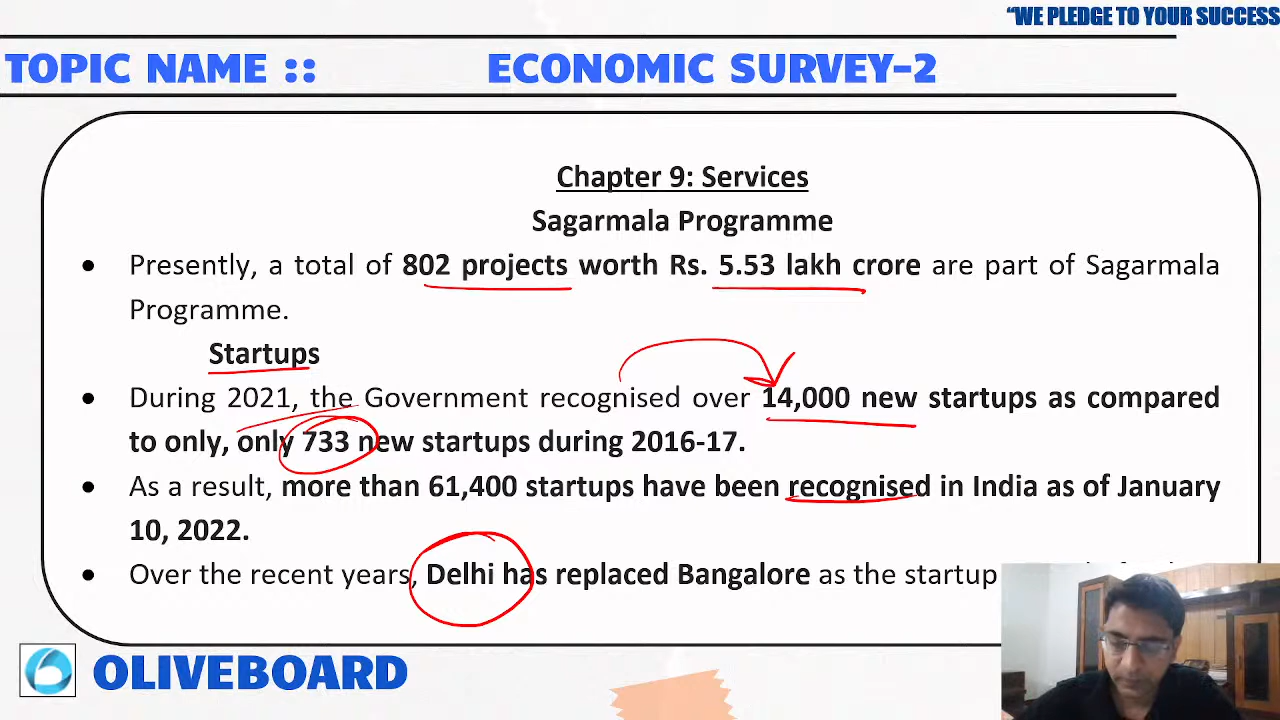 “WE PLEDGE TO YOUR SUCCESS
TOPIC NAME :: ECONOMIC SURVEY-2
Chapter 9: Services
Sagarmala Programme
● Presently, a total of 802 projects worth Rs. 5.53 lakh crore are part of Sagarmala
Programme.
Startups
● During 2021, the Government recognised over 14,000 new startups as compared
to only, only 733 new startups during 2016-17.
● As a result, more than 61,400 startups have been recognised in India as of January
10, 2022.
● Over the recent years, Delhi has replaced Bangalore as the startup
OLIVEBOARD